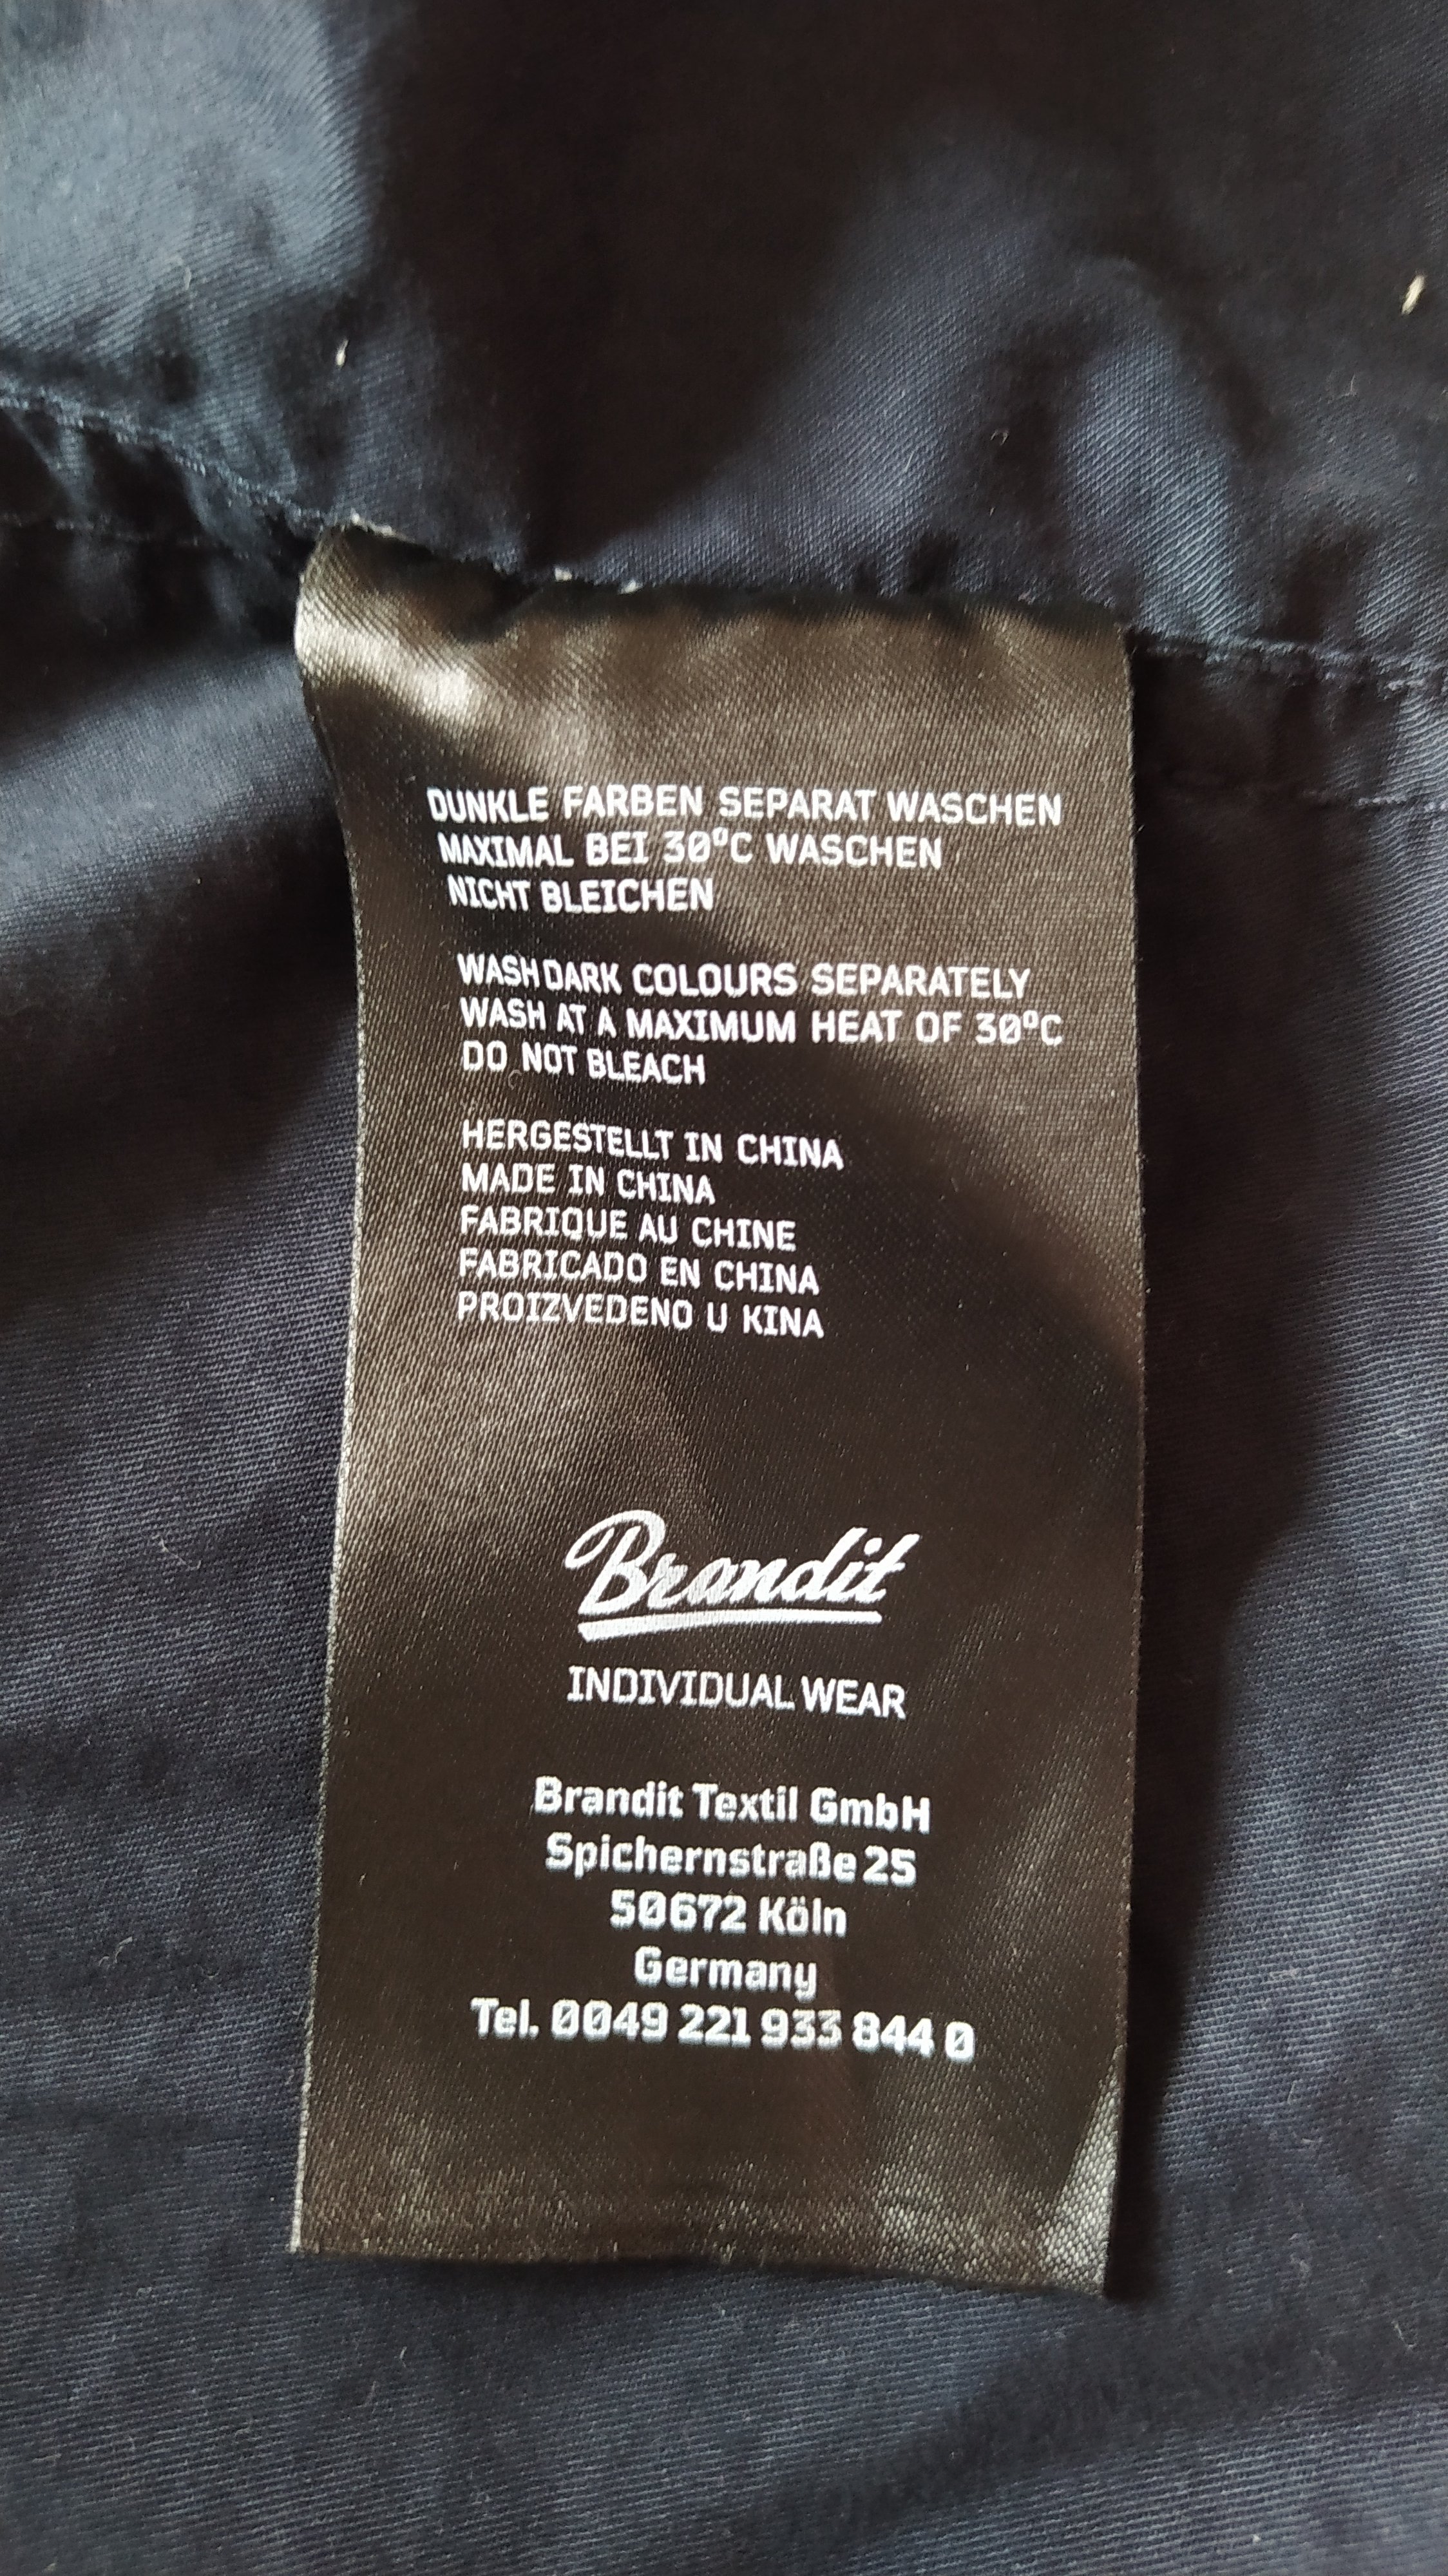 DUNKLE FARBEN SEPARAT WASCHEN
MAXIMAL BEI 30°C WASCHEN
NICHT BLEICHEN
WASH DARK COLOURS SEPARATELY
WASH AT A MAXIMUM HEAT OF 30°C
DO NOT BLEACH
HERGESTELLT IN CHINA
MADE IN CHINA
FABRIQUE AU CHINE
FABRICADO EN CHINA
PROIZVEDENO U KINA
Brandit
INDIVIDUAL WEAR
Brandit Textil GmbH
Spichernstraße 25
50672 Köln
Germany
Tel. 0049 221 933 844 0